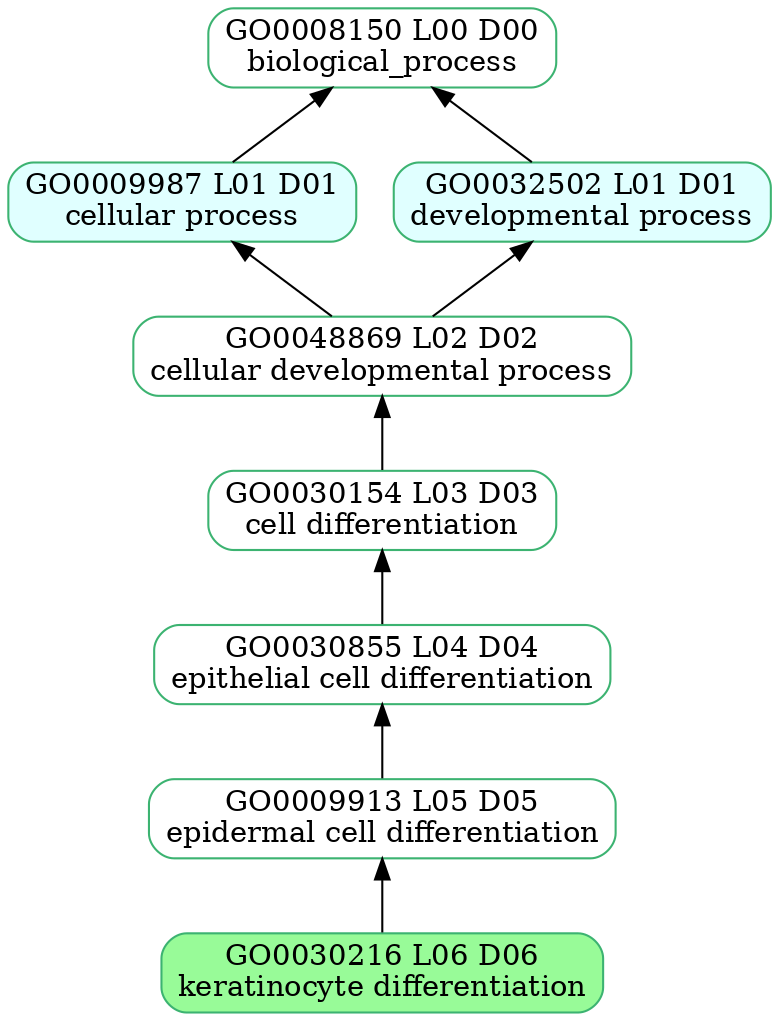 GO0008150 L00 D00
biological_process
GO0009987 L01 D01
cellular process
GO0032502 L01 D01
developmental process
GO0048869 L02 D02
cellular developmental process
GO0030154 L03 D03
cell differentiation
GO0030855 L04 D04
epithelial cell differentiation
GO0009913 L05 D05
epidermal cell differentiation
GO0030216 L06 D06
keratinocyte differentiation